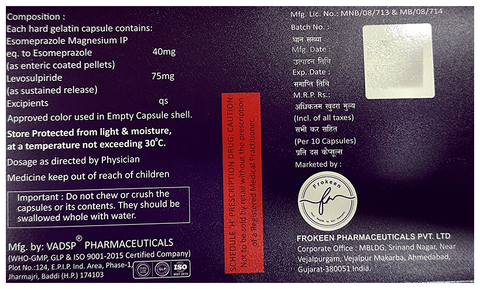 Composition :
Each hard gelatin capsule contains:
Esomeprazole Magnesium IP
eq. to Esomeprazole 40mg
(as enteric coated pellets)
Levosulpiride 75mg
(as sustained release)
Excipients qs
Approved color used in Empty Capsule shell.
Store Protected from light & moisture,
at a temperature not exceeding 30°C.
Dosage as directed by Physician
Medicine keep out of reach of children
Important : Do not chew or crush the
capsules or its contents. They should be
swallowed whole with water.
Mfg. by: VADSP® PHARMACEUTICALS
(WHO-GMP, GLP & ISO 9001-2015 Certified Company)
Plot No.:124, E.P.I.P. Ind. Area, Phase-1,
Jharmajri, Baddi (H.P.) 174103
GLP
ISO
SCHEDULE 'H' PRESCRIPTION DRUG- CAUTION
Not to be sold by retail without the prescription
of a Registered Medical Practitioner.
Mfg. Lic. No.: MNB/08/713 & MB/08/714
Batch No. :
घान संख्या
Mfg. Date :
उत्पादन तिथि
Exp. Date :
समाप्ति तिथि
M.R.P. Rs.:
अधिकतम खुदरा मुल्य
(Incl. of all taxes)
सभी कर सहित
(Per 10 Capsules)
प्रति दस कैप्सूल्स
Marketed by :
Frokeen
FROKEEN PHARMACEUTICALS PVT. LTD
Corporate Office : MBLDG, Srinand Nagar, Near
Vejalpurgam, Vejalpur Makarba, Ahmedabad,
Gujarat-380051 India.